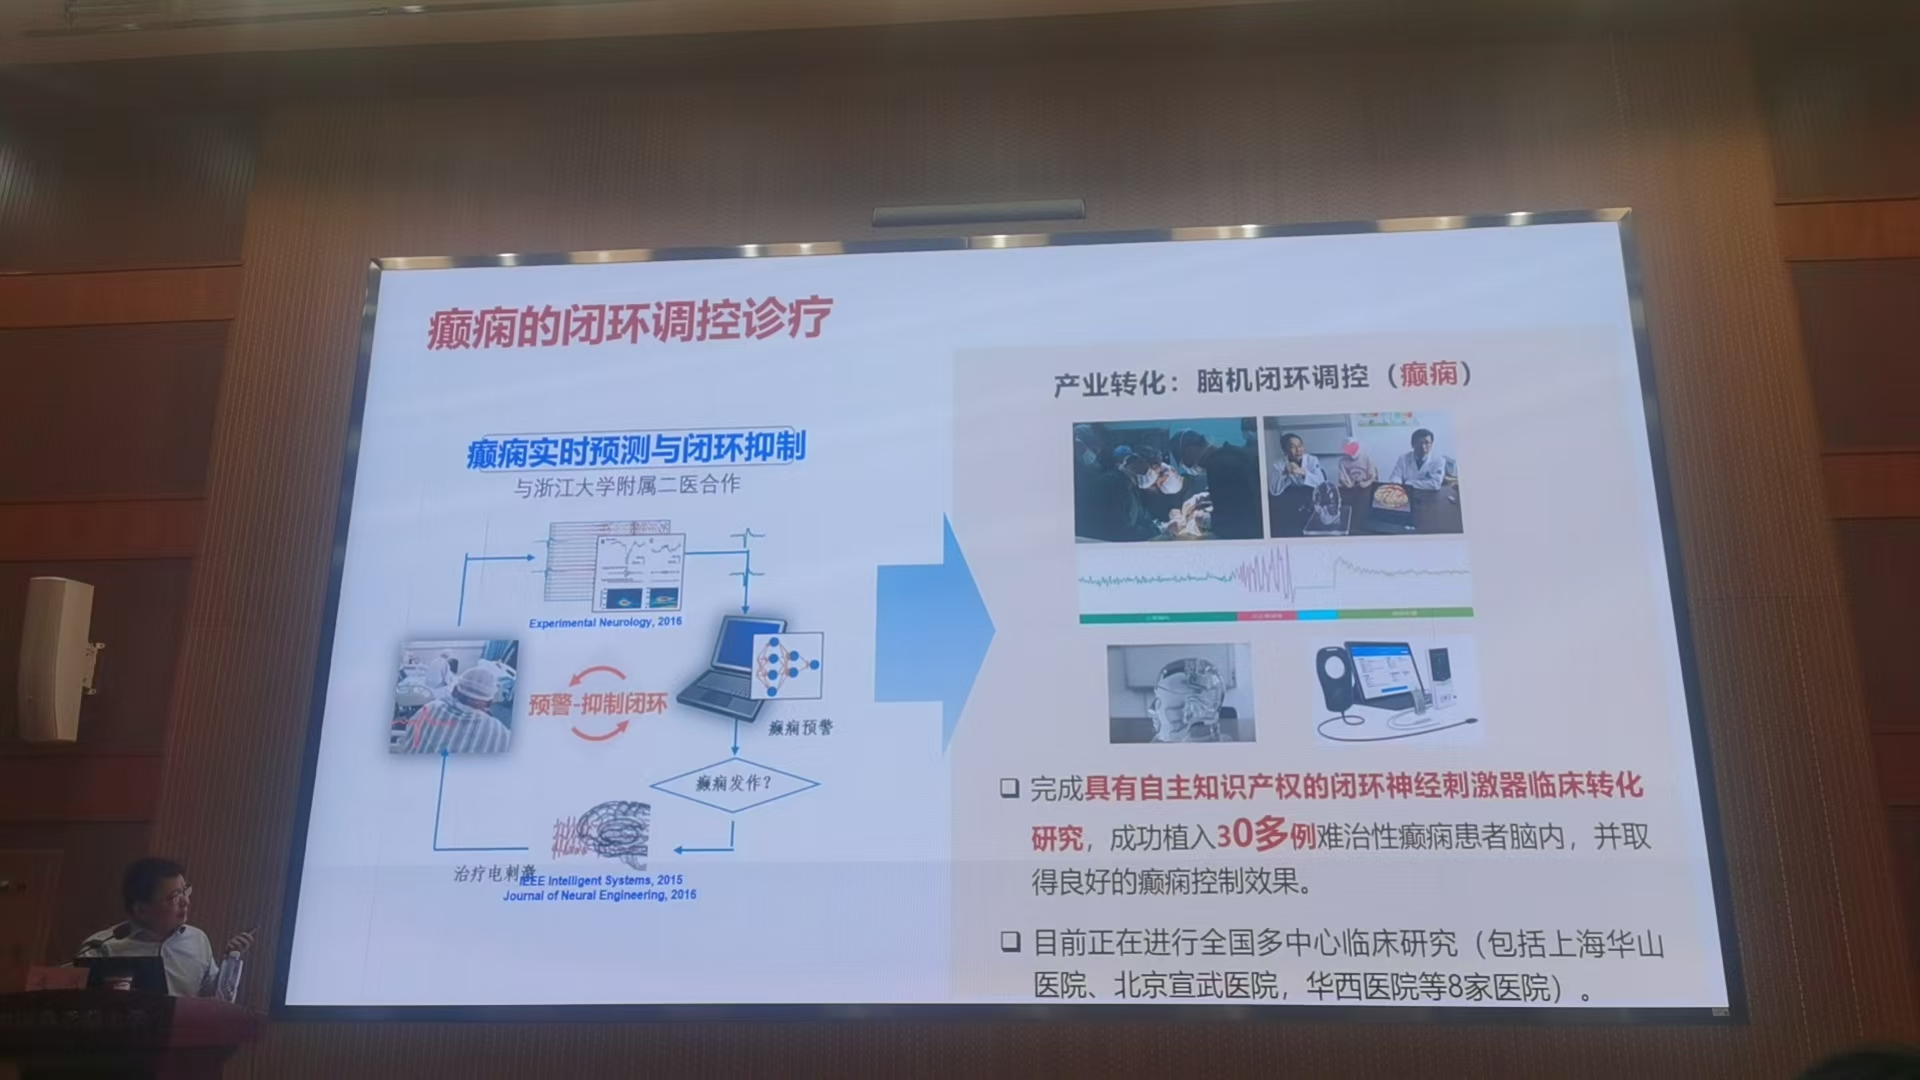 癫痫的闭环调控诊疗
癫痫实时预测与闭环抑制
与浙江大学附属二医合作
Experimental Neurology, 2016
预警-抑制闭环
癫痫预警
癫痫发作?
治疗电刺激
IEEE Intelligent Systems, 2015
Journal of Neural Engineering, 2016
产业转化：脑机闭环调控（癫痫）
❑ 完成具有自主知识产权的闭环神经刺激器临床转化
研究，成功植入30多例难治性癫痫患者脑内，并取
得良好的癫痫控制效果。
❑ 目前正在进行全国多中心临床研究（包括上海华山
医院、北京宣武医院，华西医院等8家医院）。